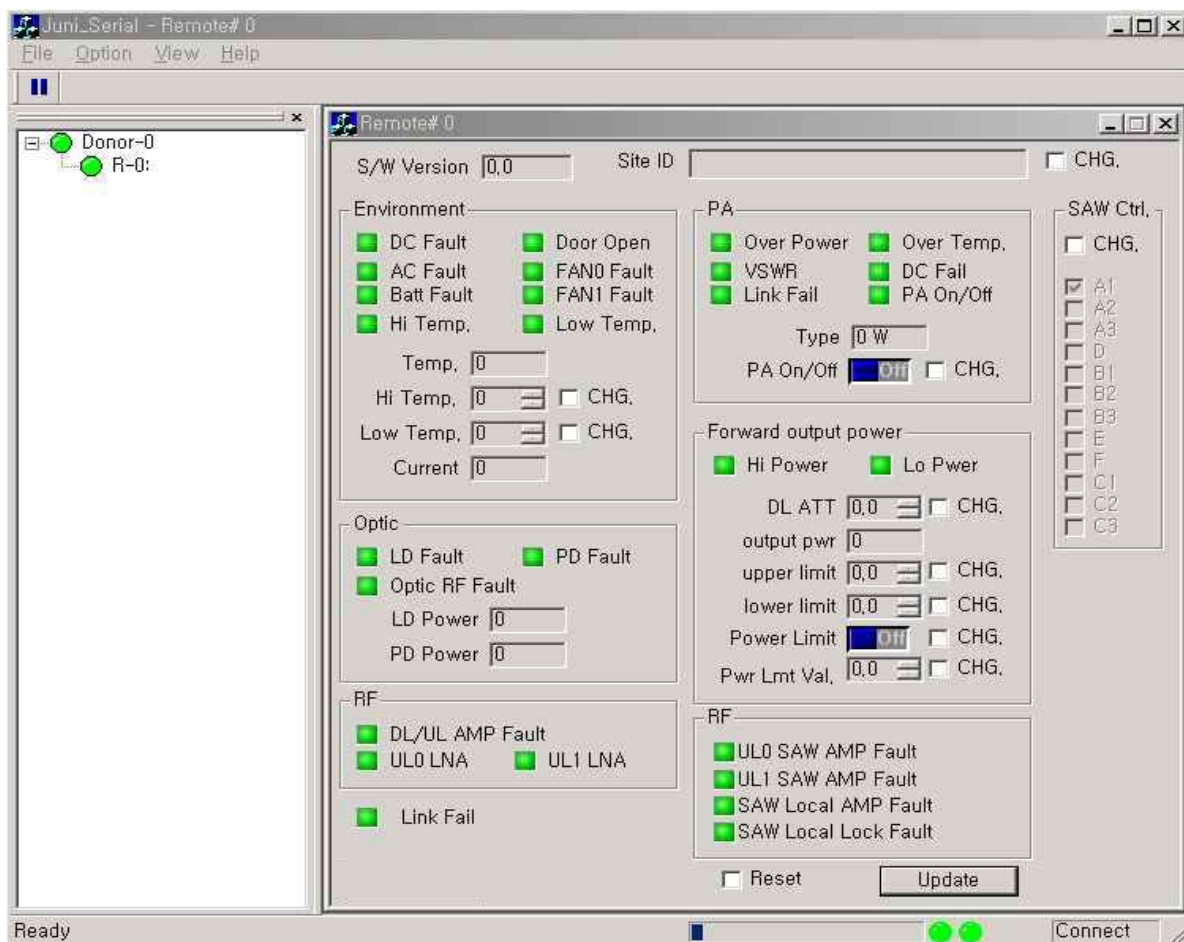 Juni_Serial - Remote# 0
File Option View Help
Donor-0
R-0:
Remote# 0
S/W Version 0,0 Site ID CHG,
Environment
DC Fault Door Open
AC Fault FAN0 Fault
Batt Fault FAN1 Fault
Hi Temp, Low Temp,
Temp, 0
Hi Temp, 0 CHG,
Low Temp, 0 CHG,
Current 0
Optic
LD Fault PD Fault
Optic RF Fault
LD Power 0
PD Power 0
RF
DL/UL AMP Fault
UL0 LNA UL1 LNA
Link Fail
PA
Over Power Over Temp,
VSWR DC Fail
Link Fail PA On/Off
Type 0 W
PA On/Off Off CHG,
Forward output power
Hi Power Lo Pwer
DL ATT 0,0 CHG,
output pwr 0
upper limit 0,0 CHG,
lower limit 0,0 CHG,
Power Limit Off CHG,
Pwr Lmt Val, 0,0 CHG,
RF
UL0 SAW AMP Fault
UL1 SAW AMP Fault
SAW Local AMP Fault
SAW Local Lock Fault
Reset Update
SAW Ctrl,
CHG,
A1
A2
A3
D
B1
B2
B3
E
F
C1
C2
C3
Ready Connect